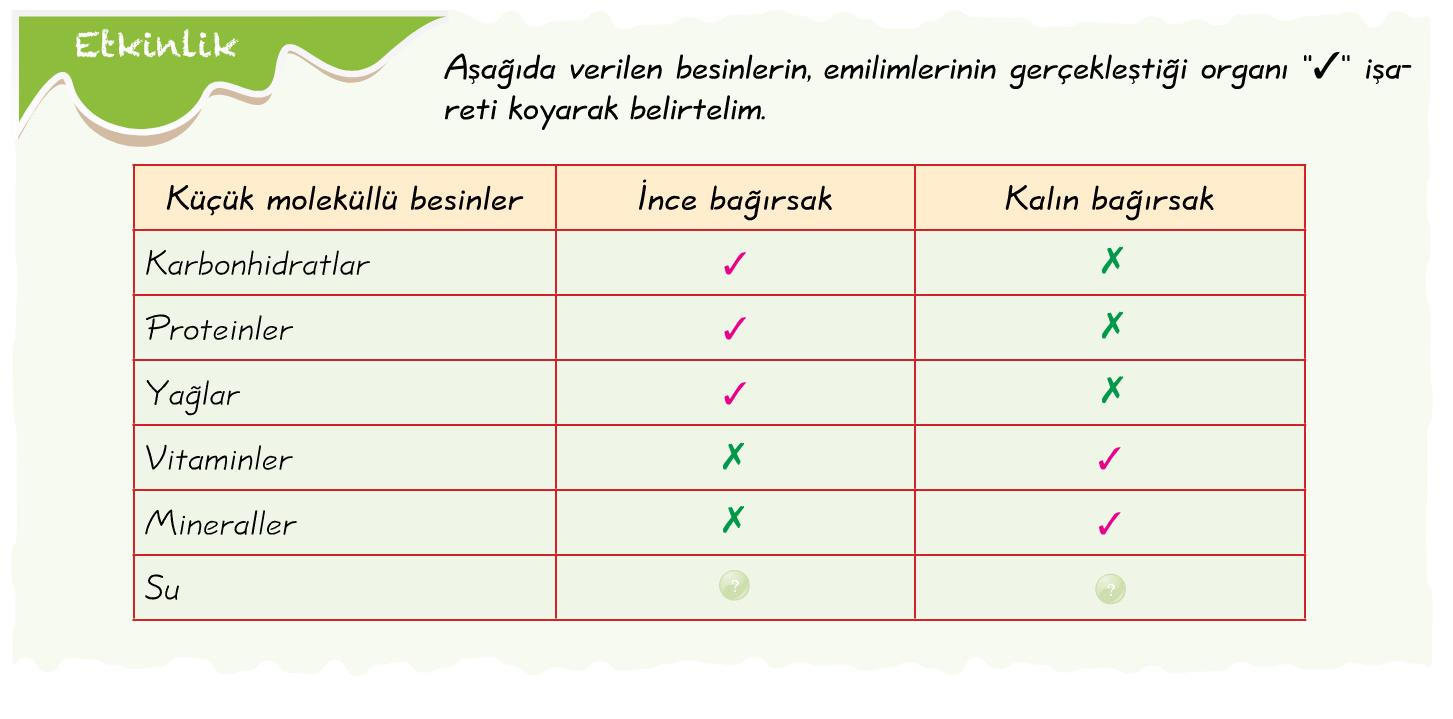 Etkinlik
Aşağıda verilen besinlerin, emilimlerinin gerçekleştiği organı "✓" işa-
reti koyarak belirtelim.
Küçük moleküllü besinler İnce bağırsak Kalın bağırsak
Karbonhidratlar ✓ ✗
Proteinler ✓ ✗
Yağlar ✓ ✗
Vitaminler ✗ ✓
Mineraller ✗ ✓
Su ? ?